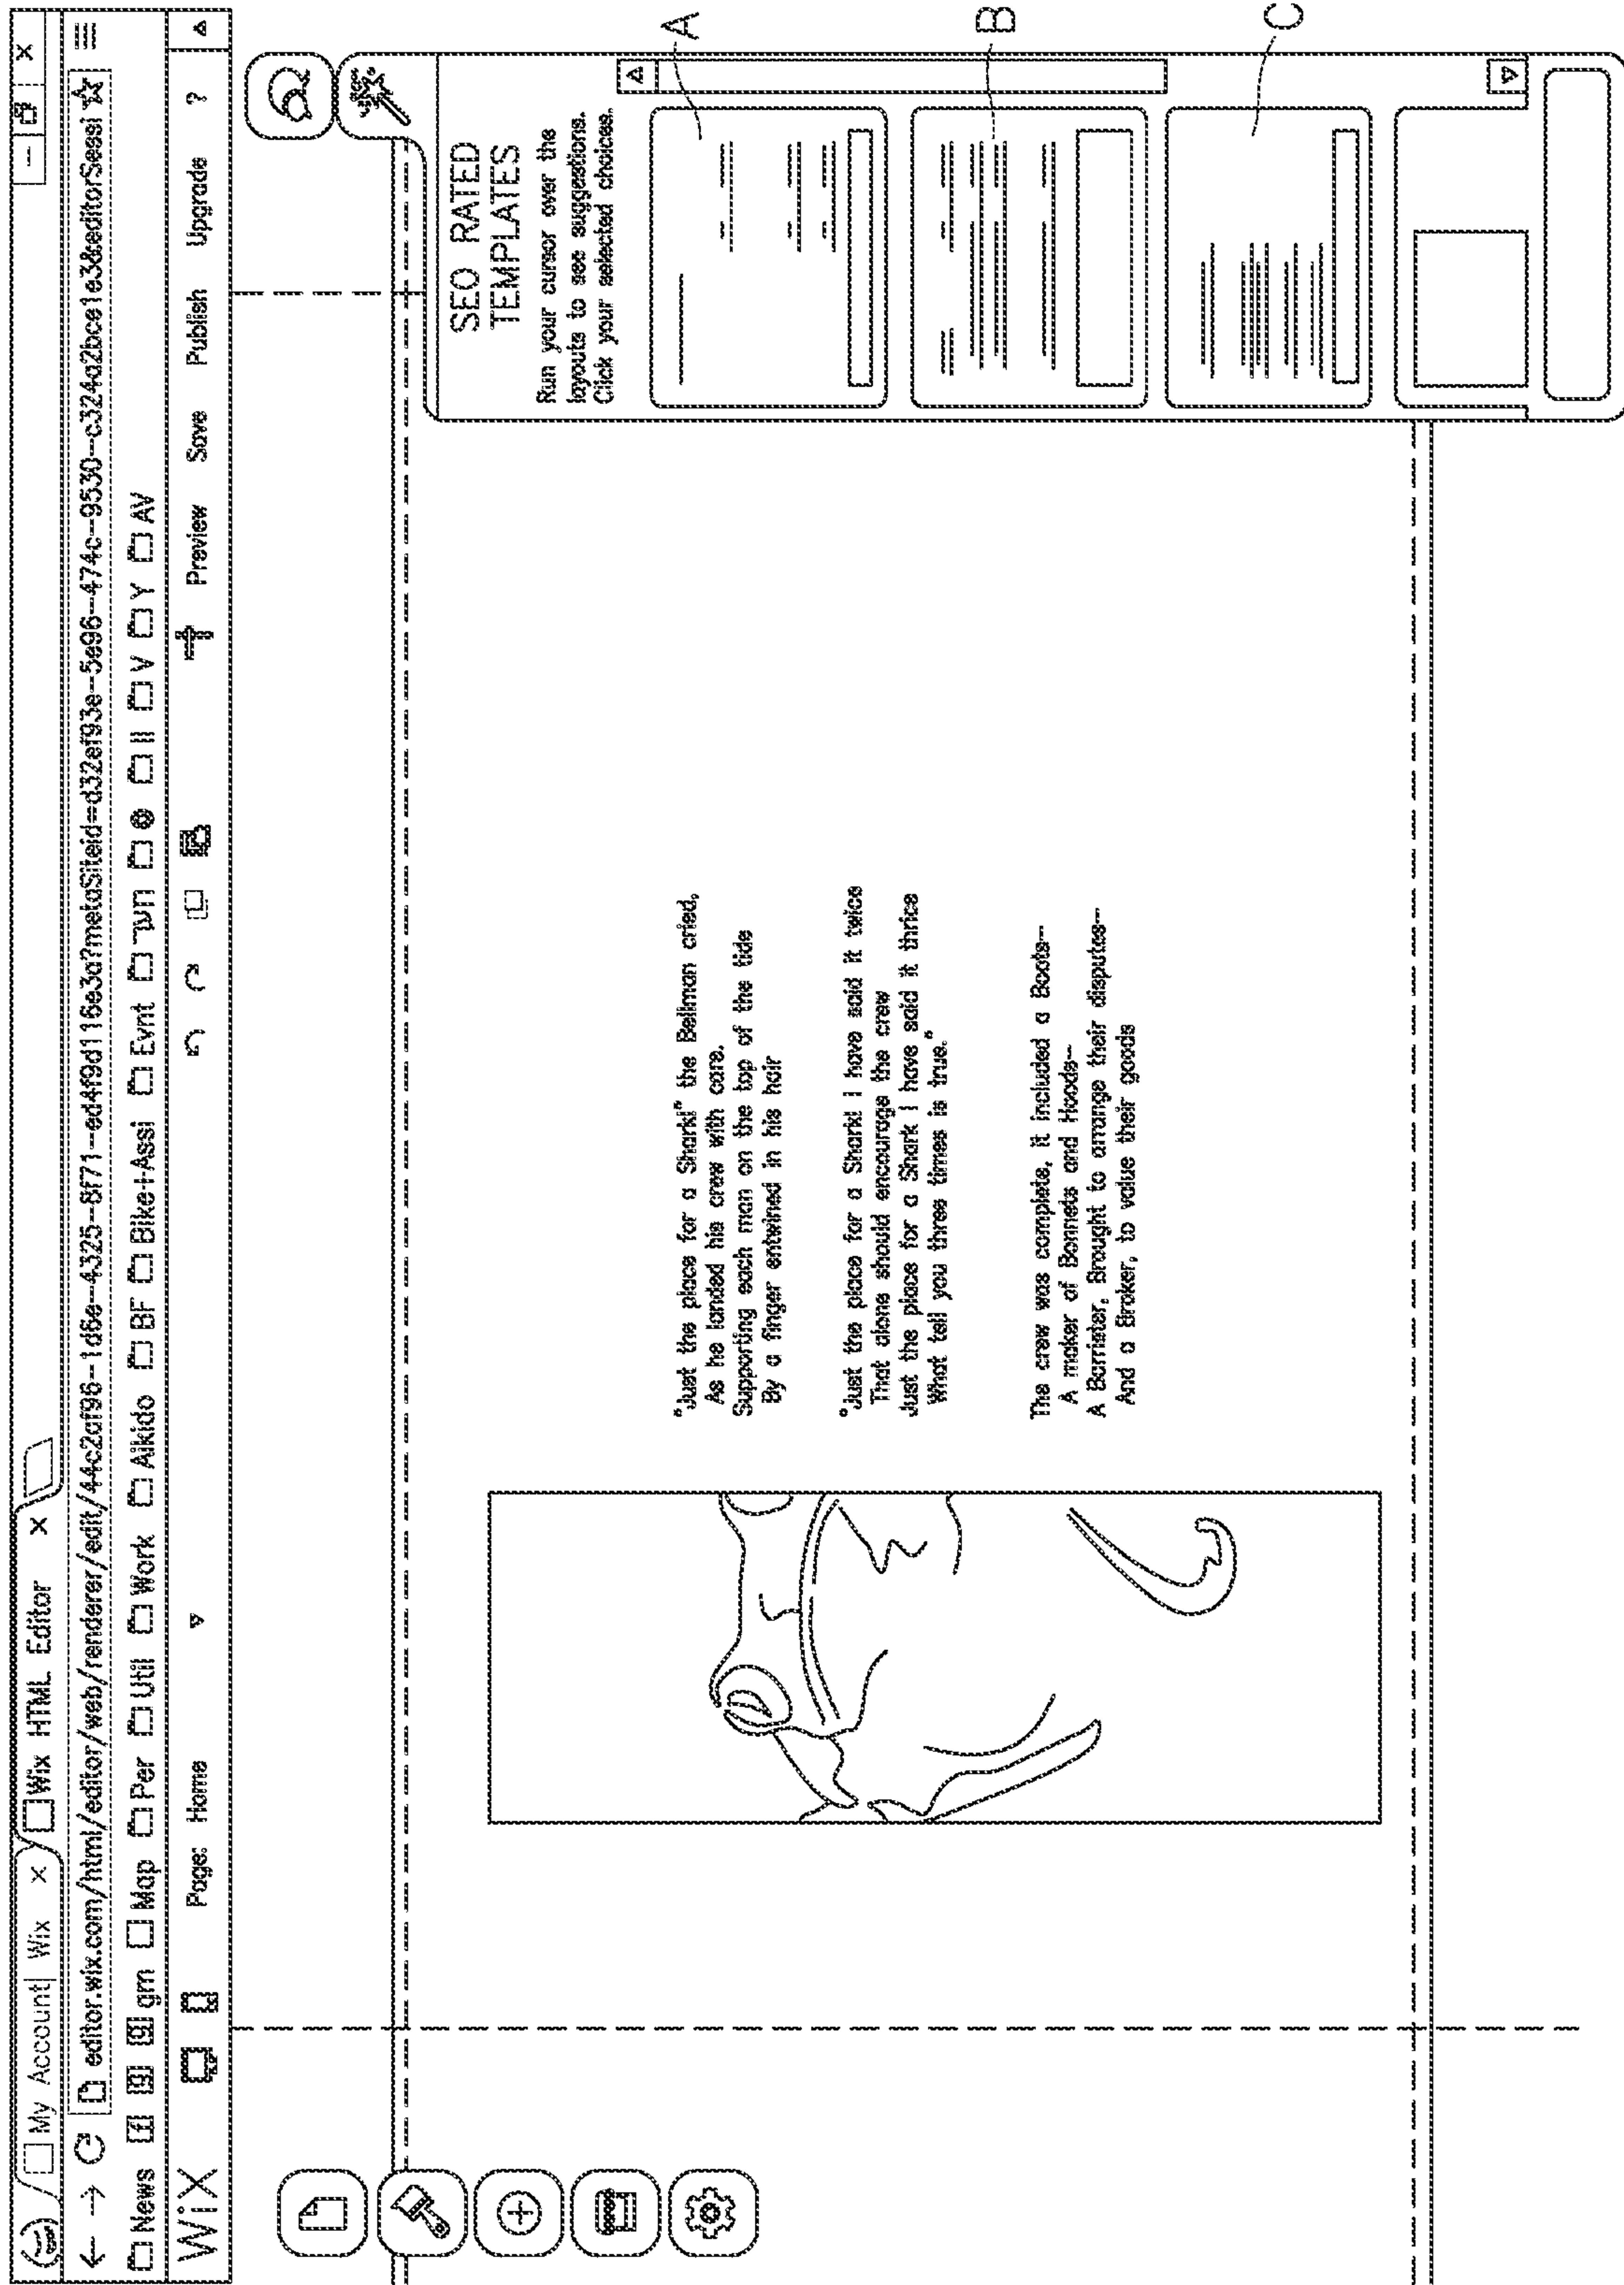 My Account| Wix ×
Wix HTML Editor ×
editor.wix.com/html/editor/web/renderer/edit/44c2af96--1d6e--4325--8f71--ed4f9d116e3a?metaSiteid=d32ef93e--5e96--474c--9530--c324a2bce1e3&editorSessi
News f g g gm Map Per Util Work Aikido BF Bike+Assi Evnt חער II V Y AV
WiX Page: Home Preview Save Publish Upgrade ?
SEO RATED
TEMPLATES
Run your cursor over the
layouts to see suggestions.
Click your selected choices.
A
B
C
"Just the place for a Shark!" the Bellman cried,
As he landed his crew with care.
Supporting each man on the top of the tide
By a finger entwined in his hair
"Just the place for a Shark! I have said it twice
That alone should encourage the crew
Just the place for a Shark I have said it thrice
What tell you three times is true."
The crew was complete, it included a Boots--
A maker of Bonnets and Hoods--
A Barrister, Brought to arrange their disputes--
And a Broker, to value their goods